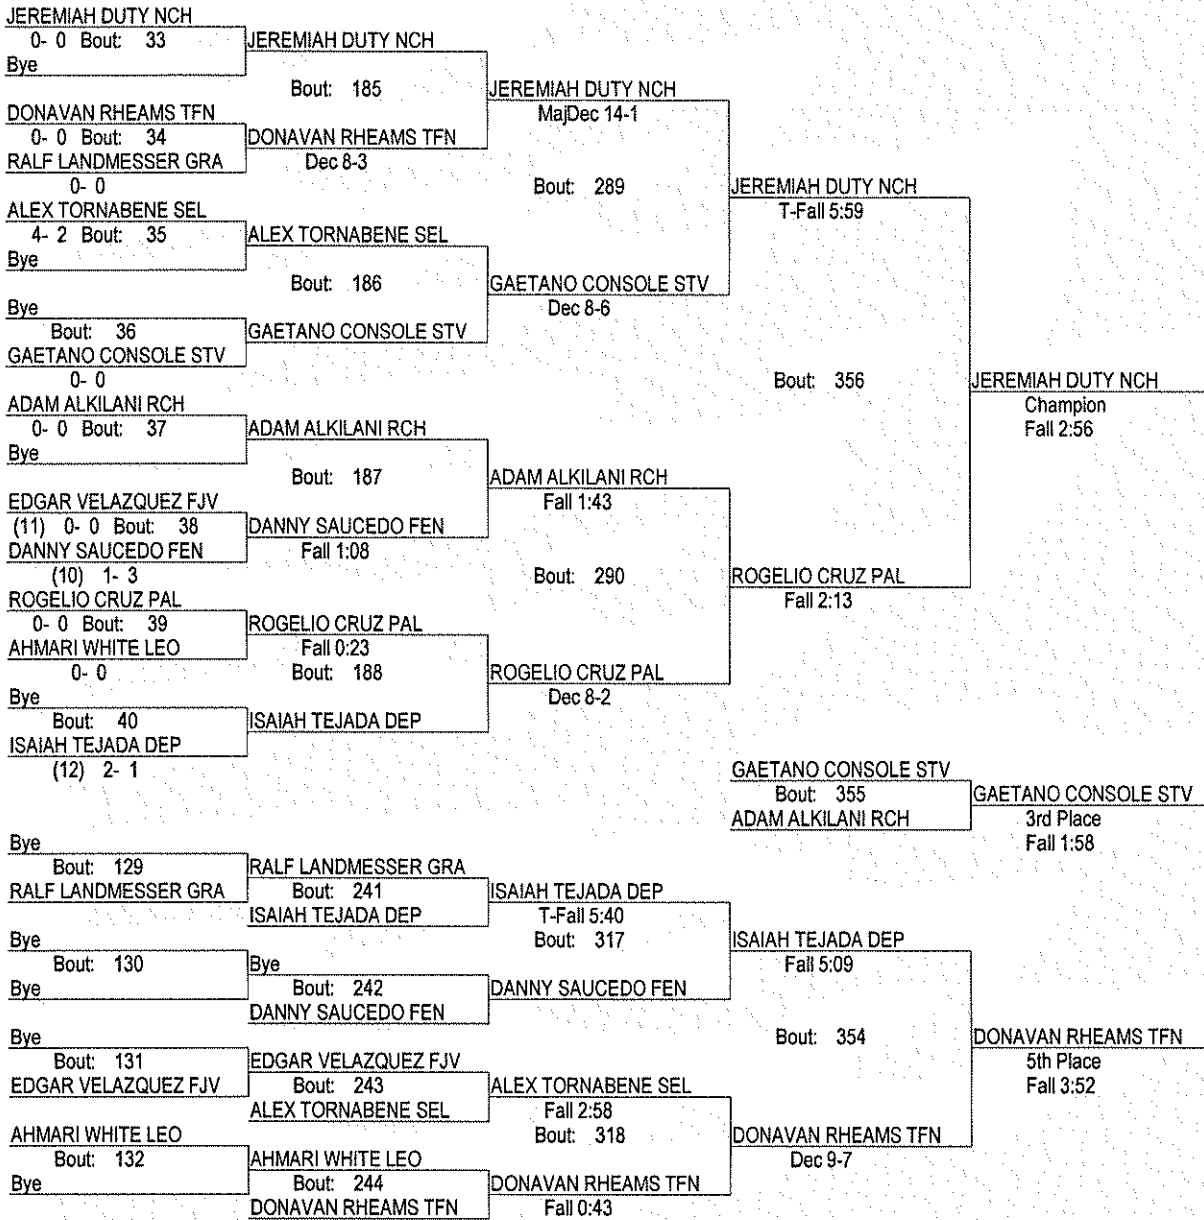 JEREMIAH DUTY NCH
0- 0 Bout: 33
Bye
JEREMIAH DUTY NCH
Bout: 185
DONAVAN RHEAMS TFN
0- 0 Bout: 34
RALF LANDMESSER GRA
0- 0
DONAVAN RHEAMS TFN
Dec 8-3
JEREMIAH DUTY NCH
MajDec 14-1
Bout: 289
ALEX TORNABENE SEL
4- 2 Bout: 35
Bye
ALEX TORNABENE SEL
Bout: 186
Bye
Bout: 36
GAETANO CONSOLE STV
0- 0
GAETANO CONSOLE STV
GAETANO CONSOLE STV
Dec 8-6
JEREMIAH DUTY NCH
T-Fall 5:59
Bout: 356
JEREMIAH DUTY NCH
Champion
Fall 2:56
ADAM ALKILANI RCH
0- 0 Bout: 37
Bye
ADAM ALKILANI RCH
Bout: 187
EDGAR VELAZQUEZ FJV
(11) 0- 0 Bout: 38
DANNY SAUCEDO FEN
(10) 1- 3
DANNY SAUCEDO FEN
Fall 1:08
ADAM ALKILANI RCH
Fall 1:43
Bout: 290
ROGELIO CRUZ PAL
0- 0 Bout: 39
AHMARI WHITE LEO
0- 0
ROGELIO CRUZ PAL
Fall 0:23
Bout: 188
Bye
Bout: 40
ISAIAH TEJADA DEP
(12) 2- 1
ISAIAH TEJADA DEP
ROGELIO CRUZ PAL
Dec 8-2
ROGELIO CRUZ PAL
Fall 2:13
GAETANO CONSOLE STV
Bout: 355
ADAM ALKILANI RCH
GAETANO CONSOLE STV
3rd Place
Fall 1:58
Bye
Bout: 129
RALF LANDMESSER GRA
RALF LANDMESSER GRA
Bout: 241
ISAIAH TEJADA DEP
ISAIAH TEJADA DEP
T-Fall 5:40
Bout: 317
Bye
Bout: 130
Bye
Bye
Bout: 242
DANNY SAUCEDO FEN
DANNY SAUCEDO FEN
ISAIAH TEJADA DEP
Fall 5:09
Bout: 354
Bye
Bout: 131
EDGAR VELAZQUEZ FJV
EDGAR VELAZQUEZ FJV
Bout: 243
ALEX TORNABENE SEL
ALEX TORNABENE SEL
Fall 2:58
Bout: 318
AHMARI WHITE LEO
Bout: 132
Bye
AHMARI WHITE LEO
Bout: 244
DONAVAN RHEAMS TFN
DONAVAN RHEAMS TFN
Fall 0:43
DONAVAN RHEAMS TFN
Dec 9-7
DONAVAN RHEAMS TFN
5th Place
Fall 3:52